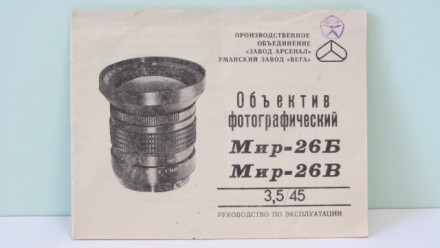 ПРОИЗВОДСТВЕННОЕ
ОБЪЕДИНЕНИЕ
«ЗАВОД АРСЕНАЛ»
УМАНСКИЙ ЗАВОД «ВЕГА»
Объектив
фотографический
Мир-26Б
Мир-26В
3,5/45
РУКОВОДСТВО ПО ЭКСПЛУАТАЦИИ